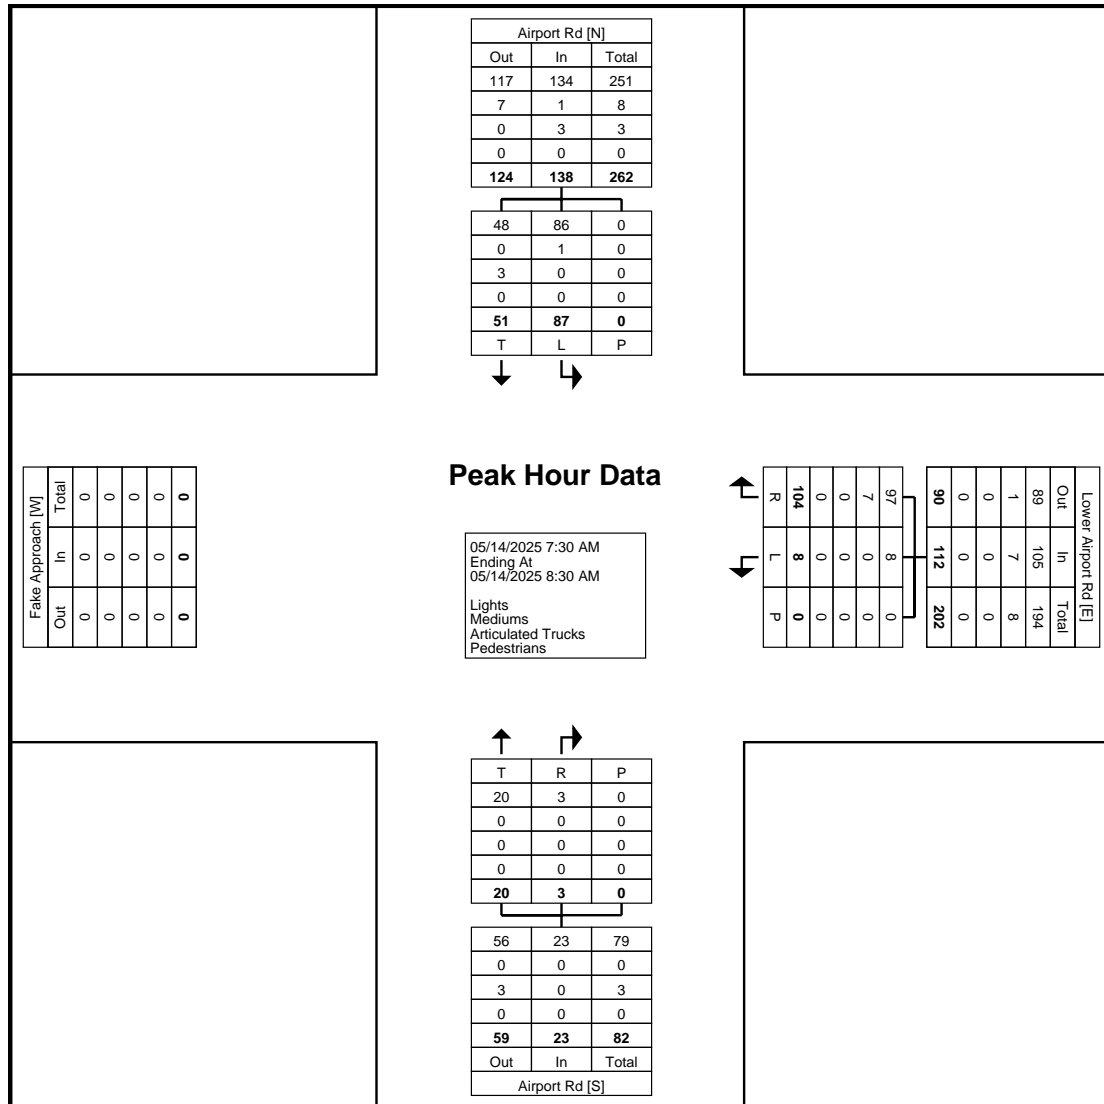 Airport Rd [N]
Out In Total
117 134 251
7 1 8
0 3 3
0 0 0
124 138 262
48 86 0
0 1 0
3 0 0
0 0 0
51 87 0
T L P
Fake Approach [W]
Total In Out
0 0 0
0 0 0
0 0 0
0 0 0
0 0 0
Peak Hour Data
05/14/2025 7:30 AM
Ending At
05/14/2025 8:30 AM
Lights
Mediums
Articulated Trucks
Pedestrians
Lower Airport Rd [E]
Out In Total
89 105 194
1 7 8
0 0 0
0 0 0
90 112 202
97 8 0
7 0 0
0 0 0
0 0 0
104 8 0
R L P
T R P
20 3 0
0 0 0
0 0 0
0 0 0
20 3 0
56 23 79
0 0 0
3 0 3
0 0 0
59 23 82
Out In Total
Airport Rd [S]